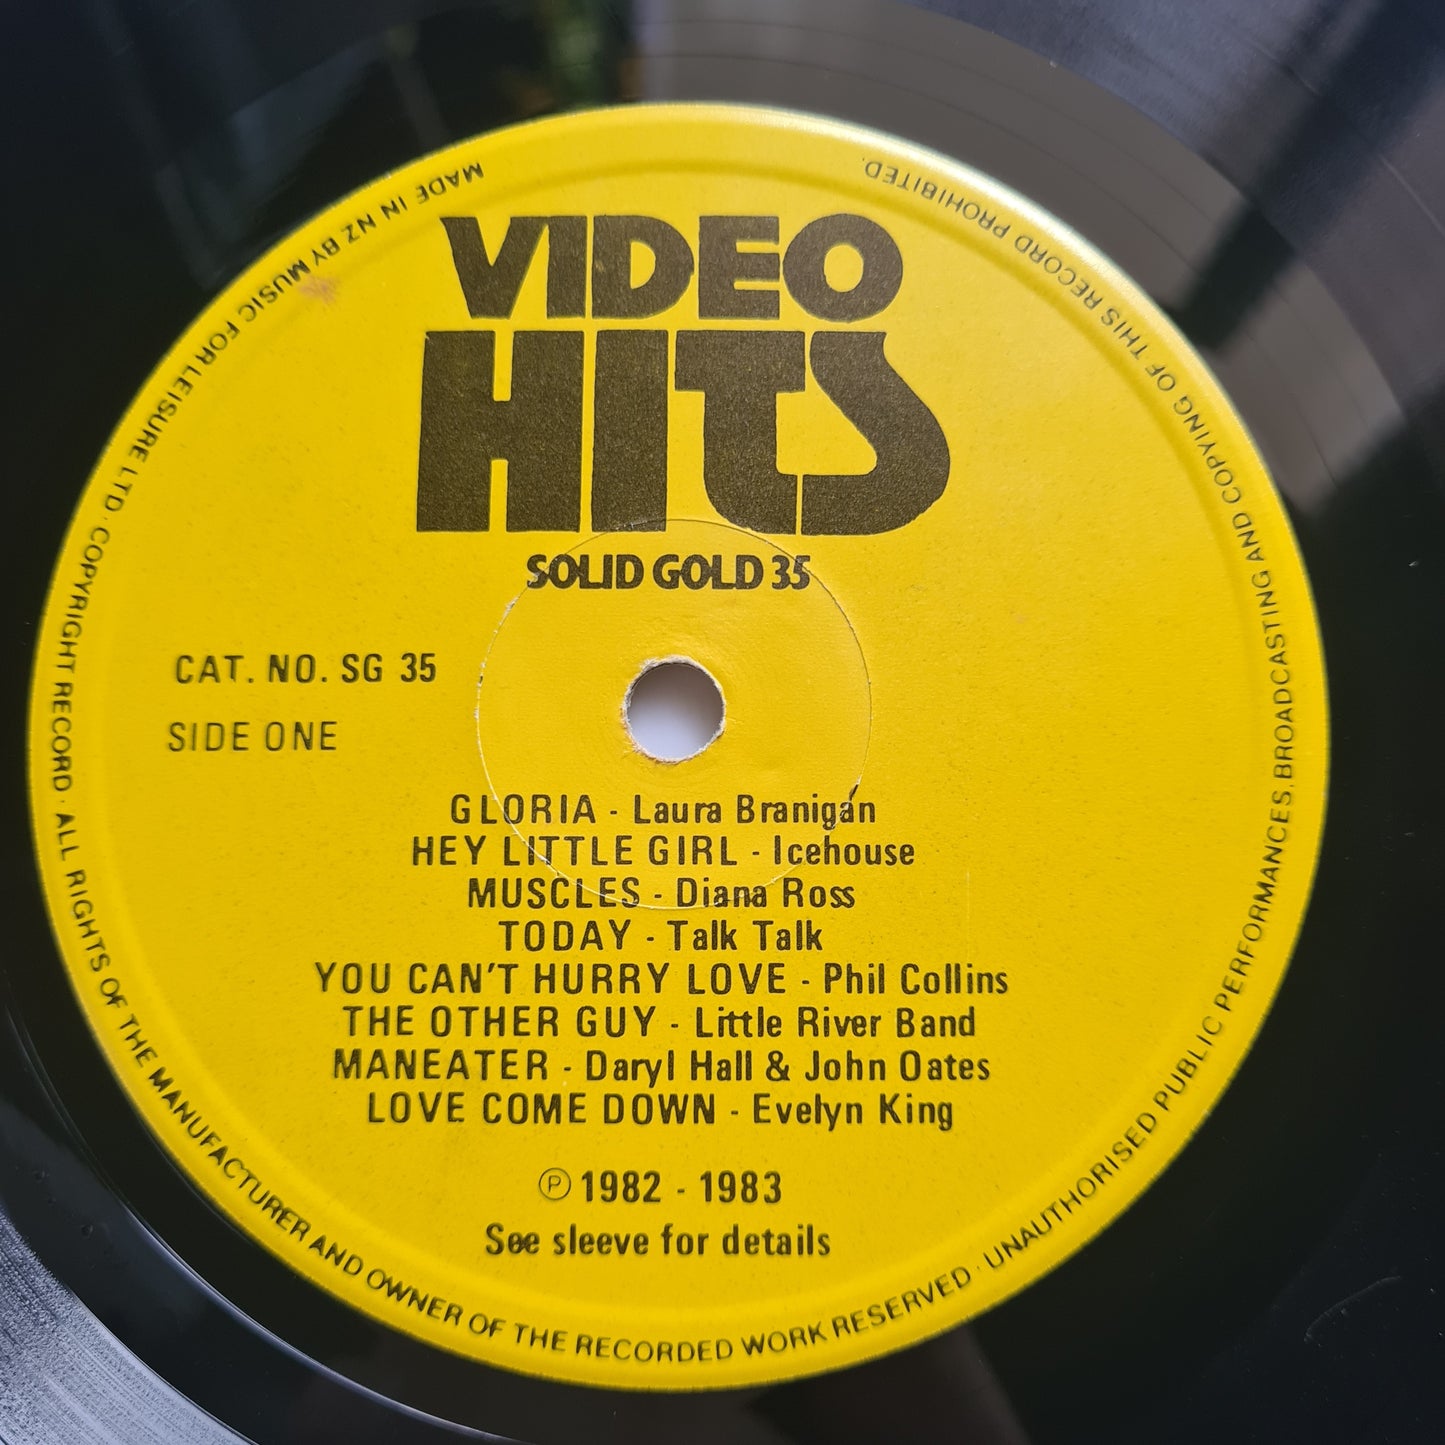 VIDEO
HITS
SOLID GOLD 35
CAT. NO. SG 35
SIDE ONE
GLORIA - Laura Branigan
HEY LITTLE GIRL - Icehouse
MUSCLES - Diana Ross
TODAY - Talk Talk
YOU CAN'T HURRY LOVE - Phil Collins
THE OTHER GUY - Little River Band
MANEATER - Daryl Hall & John Oates
LOVE COME DOWN - Evelyn King
℗ 1982 - 1983
See sleeve for details
MADE IN NZ BY MUSIC FOR LEISURE LTD · COPYRIGHT RECORD · ALL RIGHTS OF THE MANUFACTURER AND OWNER OF THE RECORDED WORK RESERVED · UNAUTHORISED PUBLIC PERFORMANCES, BROADCASTING AND COPYING OF THIS RECORD PROHIBITED.